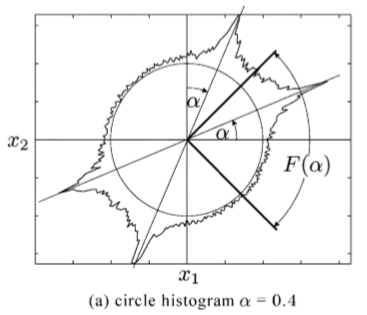 α
α
x₂
F(α)
x₁
(a) circle histogram α = 0.4